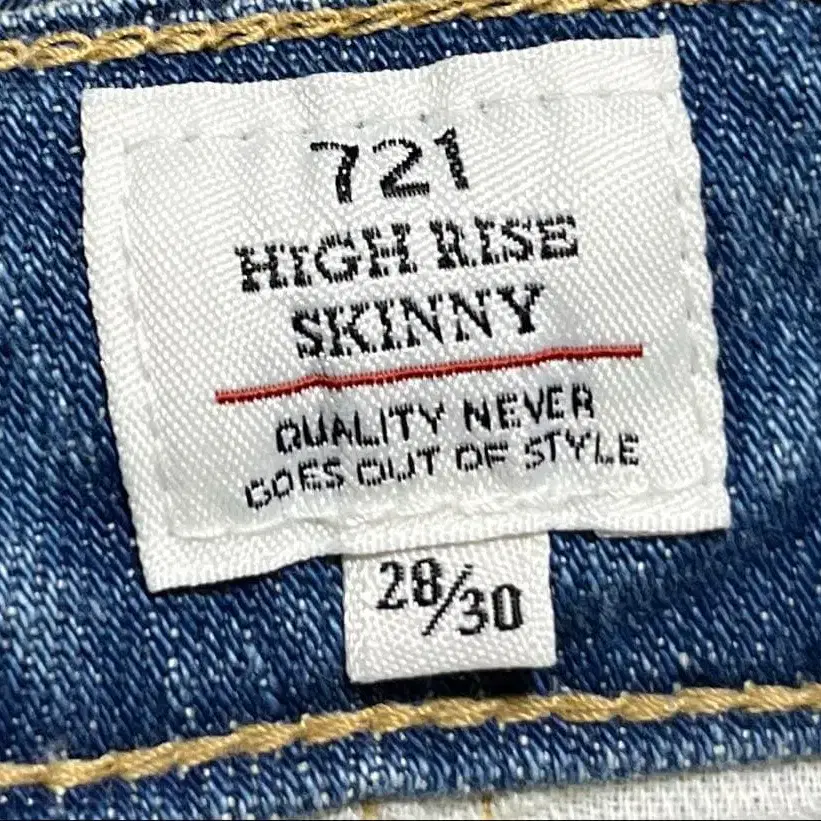 721
HIGH RISE
SKINNY
QUALITY NEVER
GOES OUT OF STYLE
28/30